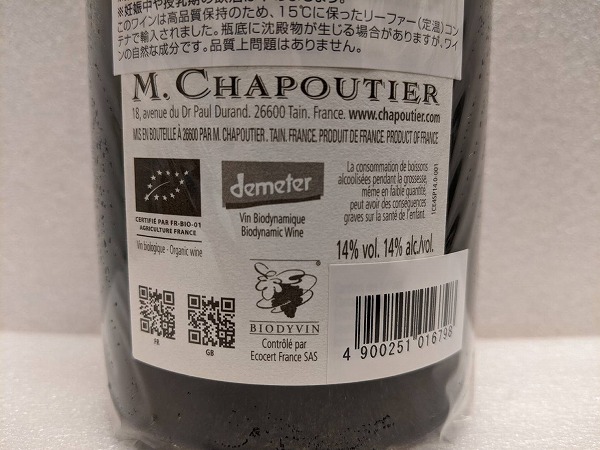 このワインは高品質保持のため、15℃に保ったリーファー(定温)コン
テナで輸入されました。瓶底に沈殿物が生じる場合がありますが、ワイ
ンの自然な成分です。品質上問題はありません。
M. CHAPOUTIER
18, avenue du Dr Paul Durand. 26600 Tain. France. www.chapoutier.com
MIS EN BOUTEILLE À 26600 PAR M. CHAPOUTIER. TAIN. FRANCE. PRODUIT DE FRANCE. PRODUCT OF FRANCE
CERTIFIÉ PAR FR-BIO-01
AGRICULTURE FRANCE
Vin biologique - Organic wine
demeter
Vin Biodynamique
Biodynamic Wine
La consommation de boissons
alcoolisées pendant la grossesse,
même en faible quantité,
peut avoir des conséquences
graves sur la santé de l'enfant.
14% vol. 14% alc./vol.
FR
GB
®
BIODYVIN
Contrôlé par
Ecocert France SAS
4 900251 016798